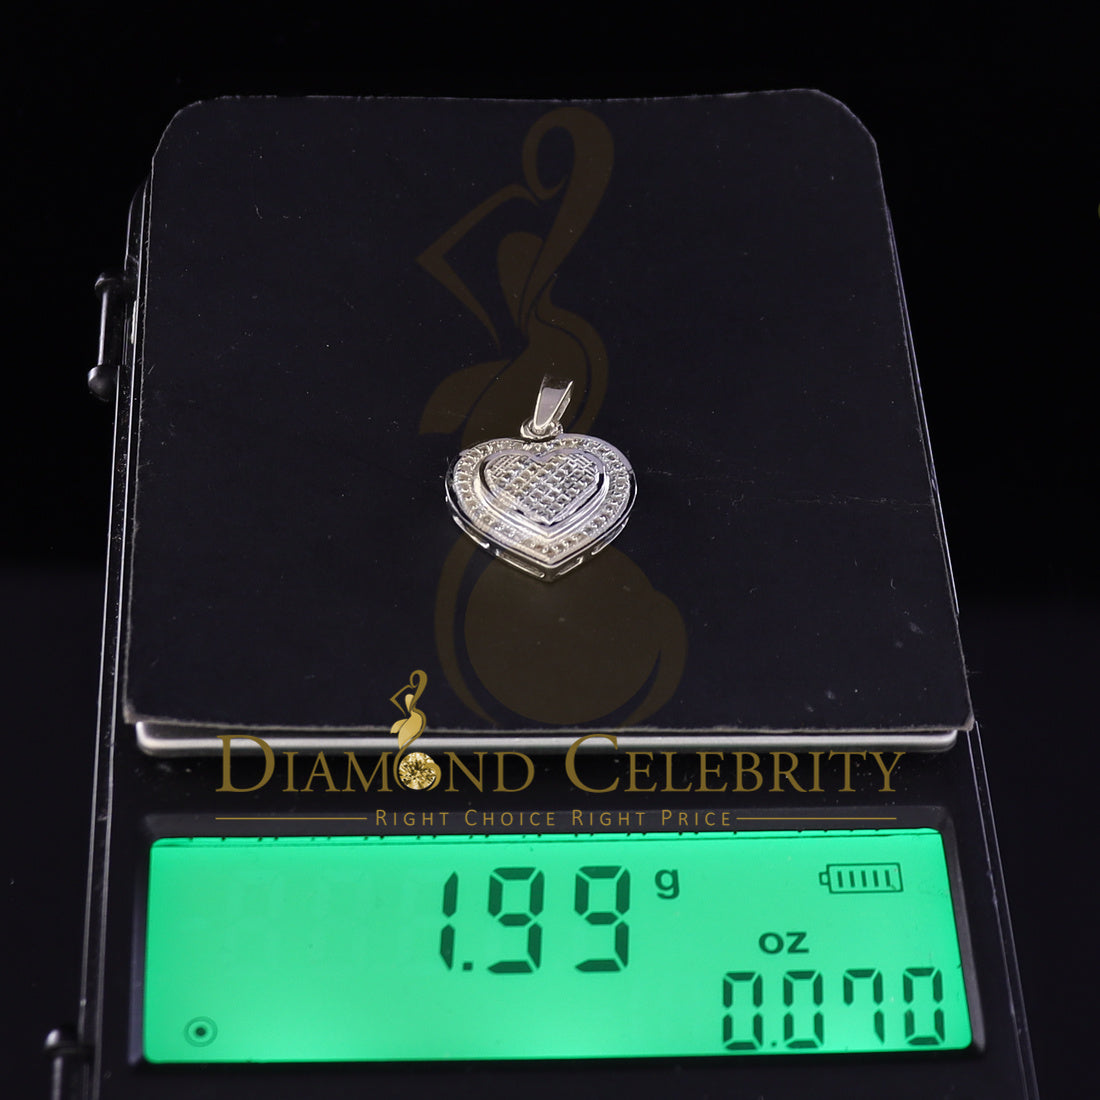 DIAMOND CELEBRITY
RIGHT CHOICE RIGHT PRICE
1.99 g
oz
0.070